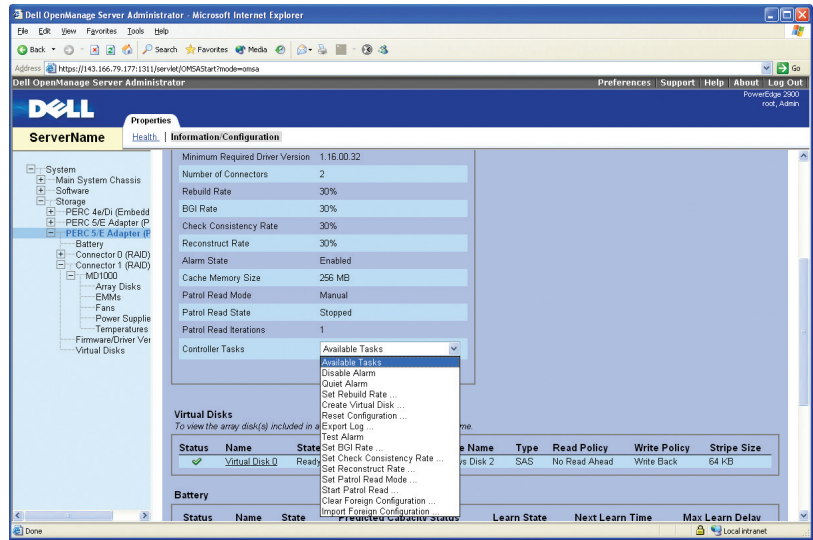 Dell OpenManage Server Administrator - Microsoft Internet Explorer
File Edit View Favorites Tools Help
Back Search Favorites Media
Address https://143.166.79.177:1311/servlet/OMSAStart?mode=omsa Go
Dell OpenManage Server Administrator Preferences Support Help About Log Out
PowerEdge 2900
root, Admin
DELL
Properties
ServerName Health | Information/Configuration
System
Main System Chassis
Software
Storage
PERC 4e/Di (Embedd
PERC 5/E Adapter (P
PERC 5/E Adapter (P
Battery
Connector 0 (RAID)
Connector 1 (RAID)
MD1000
Array Disks
EMMs
Fans
Power Supplie
Temperatures
Firmware/Driver Ver
Virtual Disks
Minimum Required Driver Version 1.16.00.32
Number of Connectors 2
Rebuild Rate 30%
BGI Rate 30%
Check Consistency Rate 30%
Reconstruct Rate 30%
Alarm State Enabled
Cache Memory Size 256 MB
Patrol Read Mode Manual
Patrol Read State Stopped
Patrol Read Iterations 1
Controller Tasks Available Tasks
Available Tasks
Disable Alarm
Quiet Alarm
Set Rebuild Rate ...
Create Virtual Disk ...
Reset Configuration ...
Export Log ...
Test Alarm
Set BGI Rate ...
Set Check Consistency Rate ...
Set Reconstruct Rate ...
Set Patrol Read Mode ...
Start Patrol Read ...
Clear Foreign Configuration ...
Import Foreign Configuration ...
Virtual Disks
To view the array disk(s) included in a me.
Status Name State e Name Type Read Policy Write Policy Stripe Size
Virtual Disk 0 Ready vs Disk 2 SAS No Read Ahead Write Back 64 KB
Battery
Status Name State Predicted Capacity Status Learn State Next Learn Time Max Learn Delay
Done Local intranet